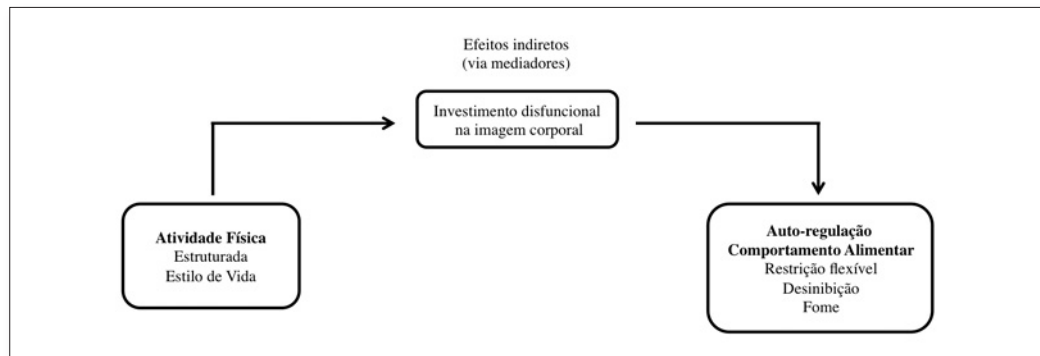 Efeitos indiretos
(via mediadores)
Investimento disfuncional
na imagem corporal
Atividade Física
Estruturada
Estilo de Vida
Auto-regulação
Comportamento Alimentar
Restrição flexível
Desinibição
Fome